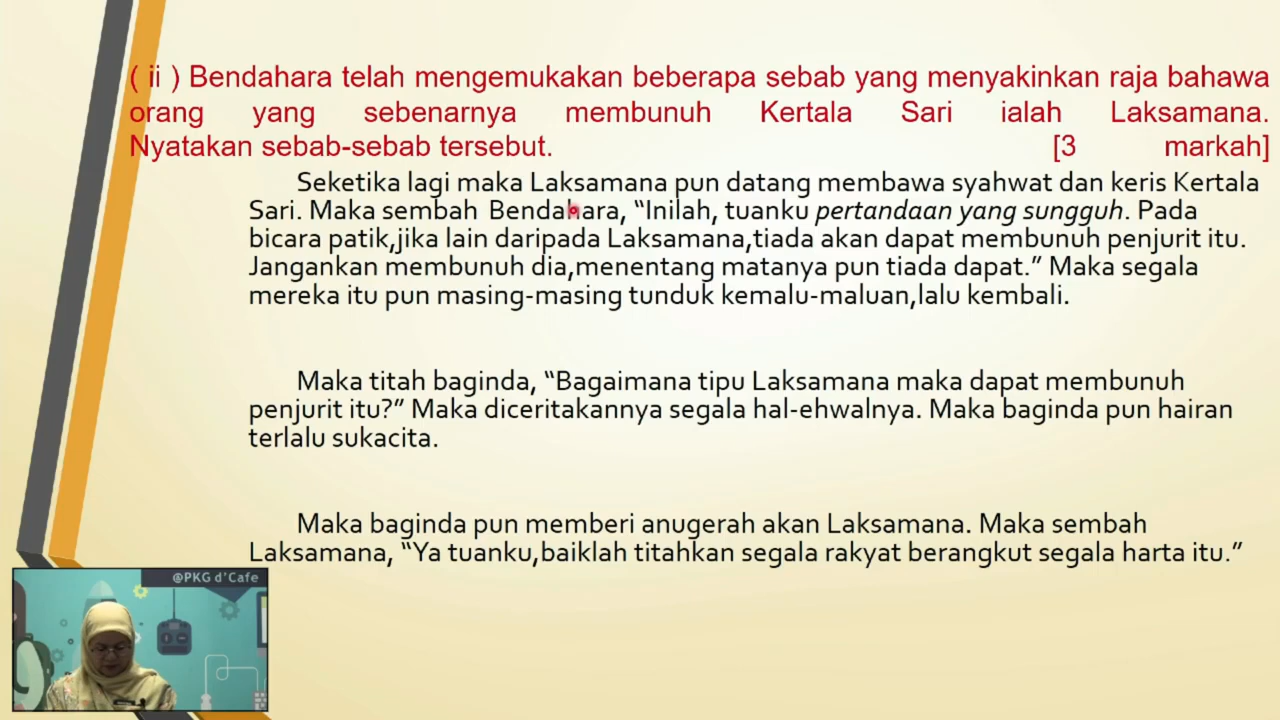 ( ii ) Bendahara telah mengemukakan beberapa sebab yang menyakinkan raja bahawa
orang yang sebenarnya membunuh Kertala Sari ialah Laksamana.
Nyatakan sebab-sebab tersebut. [3 markah]
Seketika lagi maka Laksamana pun datang membawa syahwat dan keris Kertala
Sari. Maka sembah Bendahara, “Inilah, tuanku pertandaan yang sungguh. Pada
bicara patik,jika lain daripada Laksamana,tiada akan dapat membunuh penjurit itu.
Jangankan membunuh dia,menentang matanya pun tiada dapat.” Maka segala
mereka itu pun masing-masing tunduk kemalu-maluan,lalu kembali.
Maka titah baginda, “Bagaimana tipu Laksamana maka dapat membunuh
penjurit itu?” Maka diceritakannya segala hal-ehwalnya. Maka baginda pun hairan
terlalu sukacita.
Maka baginda pun memberi anugerah akan Laksamana. Maka sembah
Laksamana, “Ya tuanku,baiklah titahkan segala rakyat berangkut segala harta itu.”
@PKG d'Cafe